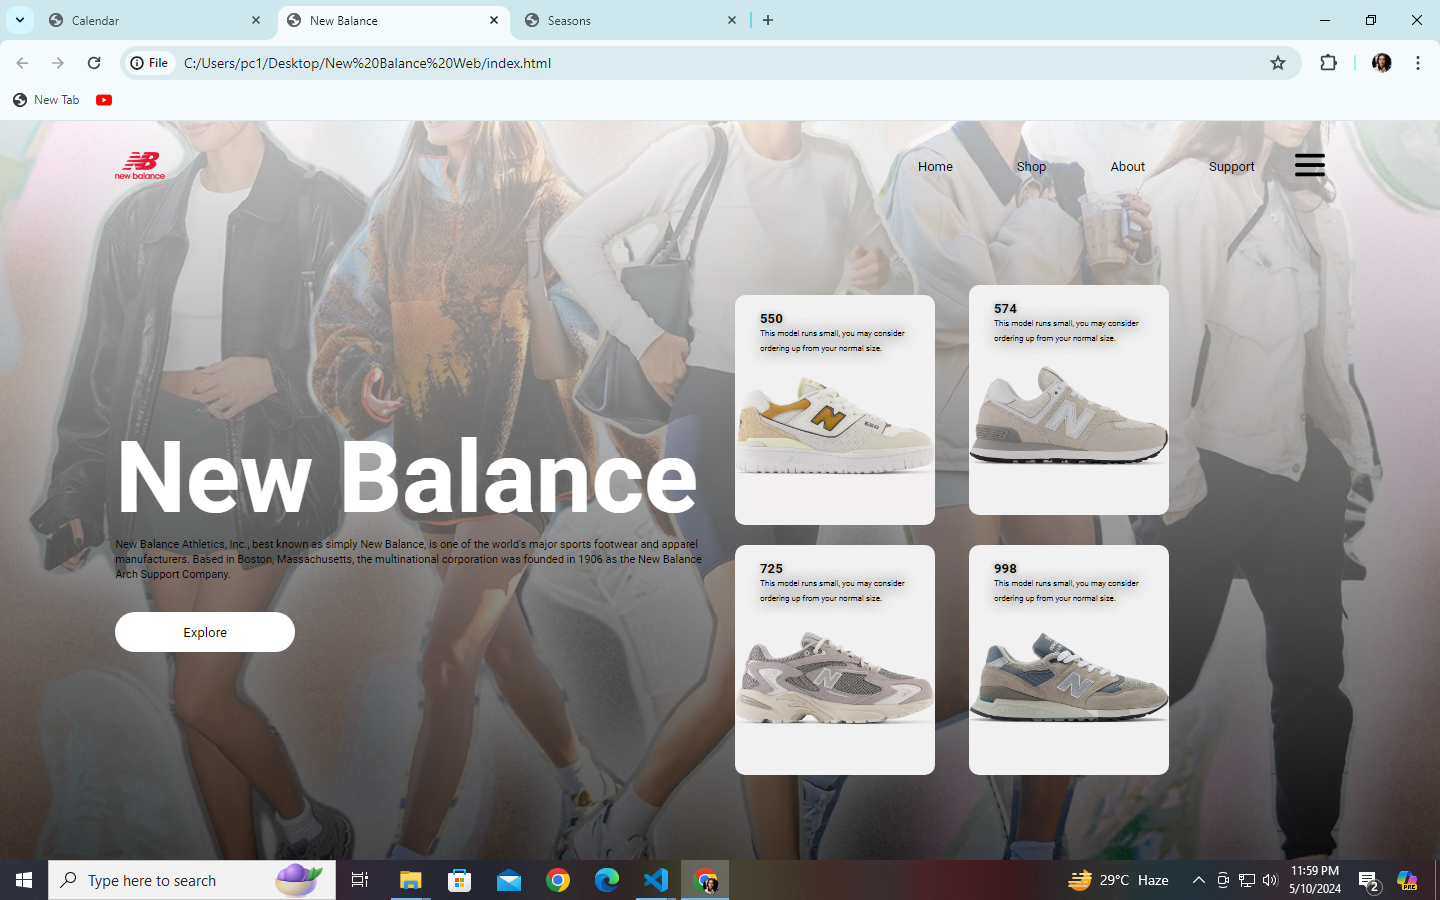 Calendar
New Balance
Seasons
File
C:/Users/pc1/Desktop/New%20Balance%20Web/index.html
New Tab
NB
new balance
Home
Shop
About
Support
550
This model runs small, you may consider
ordering up from your normal size.
550
N
574
This model runs small, you may consider
ordering up from your normal size.
N
New Balance
New Balance Athletics, Inc., best known as simply New Balance, is one of the world's major sports footwear and apparel
manufacturers. Based in Boston, Massachusetts, the multinational corporation was founded in 1906 as the New Balance
Arch Support Company.
Explore
725
This model runs small, you may consider
ordering up from your normal size.
N
998
This model runs small, you may consider
ordering up from your normal size.
N
Type here to search
29°C Haze
11:59 PM
5/10/2024
2
PRE